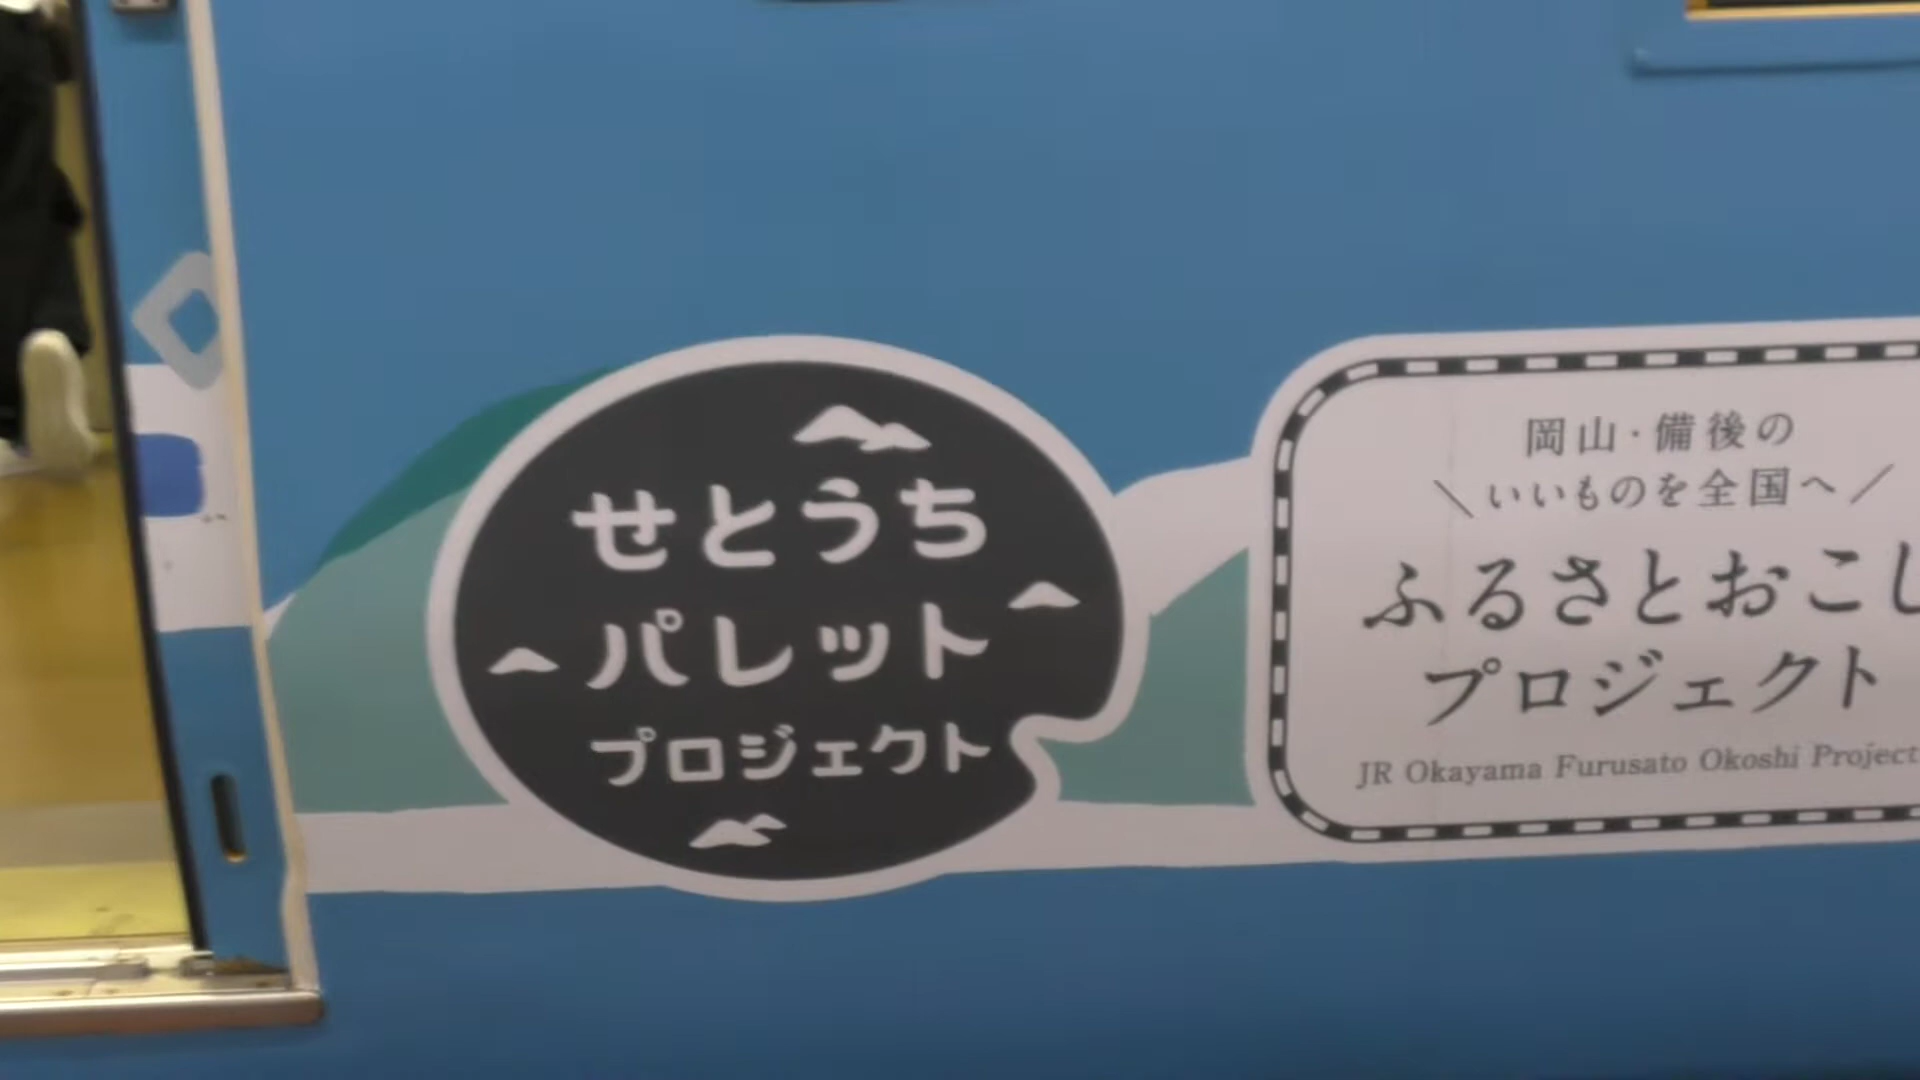 せとうち
パレット
プロジェクト
岡山・備後の
\いいものを全国へ/
ふるさとおこし
プロジェクト
JR Okayama Furusato Okoshi Project